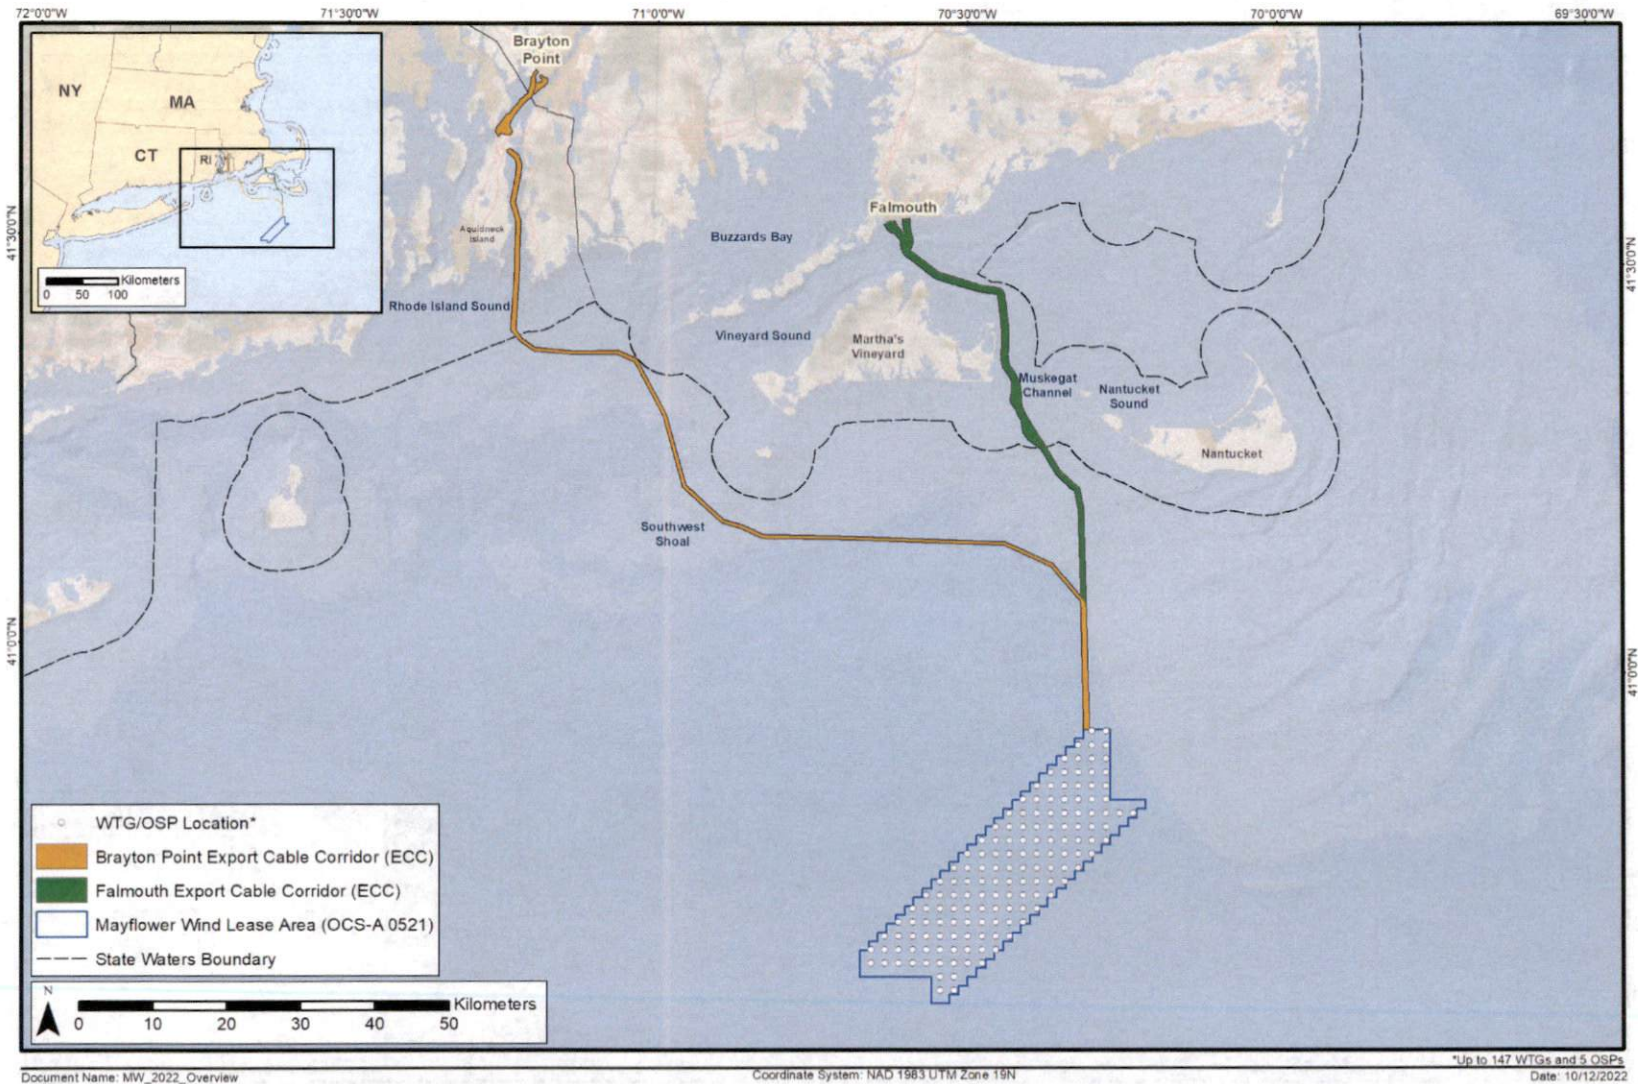 72°0'0"W 71°30'0"W 71°0'0"W 70°30'0"W 70°0'0"W 69°30'0"W
Brayton
Point
NY
MA
CT
RI
Kilometers
0 50 100
41°30'0"N
41°30'0"N
Falmouth
Aquidneck
Island
Buzzards Bay
Rhode Island Sound
Vineyard Sound
Martha's
Vineyard
Muskegat
Channel
Nantucket
Sound
Nantucket
Southwest
Shoal
41°0'0"N
41°0'0"N
WTG/OSP Location*
Brayton Point Export Cable Corridor (ECC)
Falmouth Export Cable Corridor (ECC)
Mayflower Wind Lease Area (OCS-A 0521)
State Waters Boundary
N
Kilometers
0 10 20 30 40 50
*Up to 147 WTGs and 5 OSPs
Document Name: MW_2022_Overview Coordinate System: NAD 1983 UTM Zone 19N Date: 10/12/2022